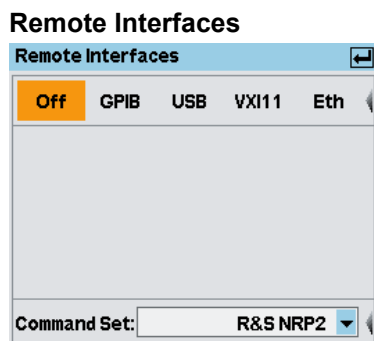 Remote Interfaces
Remote Interfaces
Off GPIB USB VXI11 Eth
Command Set: R&S NRP2